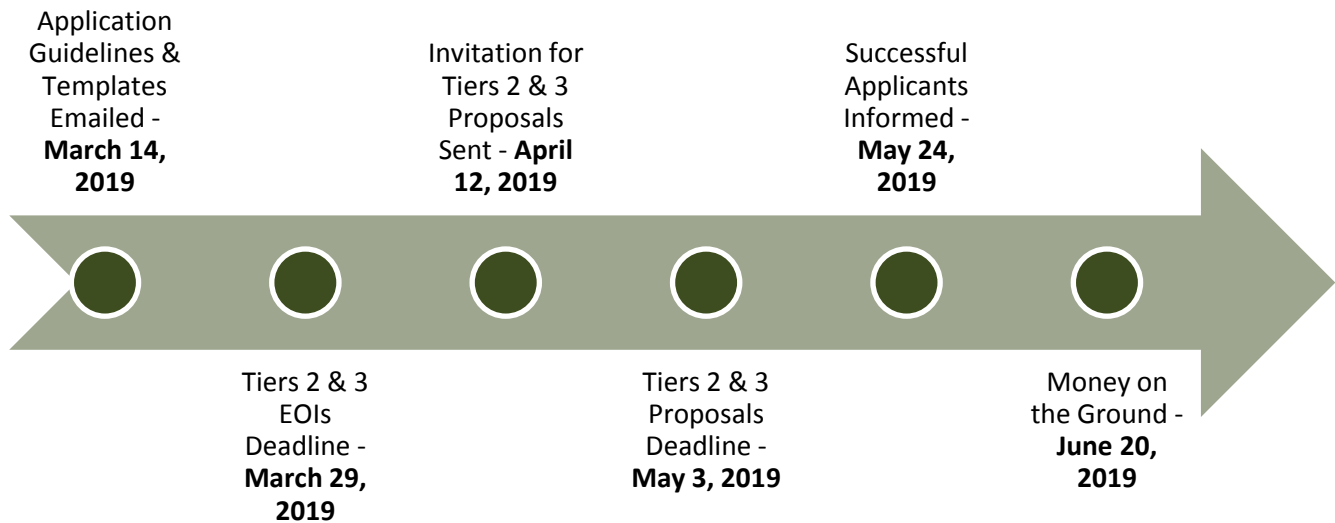 Application
Guidelines &
Templates
Emailed -
March 14,
2019
Tiers 2 & 3
EOIs
Deadline -
March 29,
2019
Invitation for
Tiers 2 & 3
Proposals
Sent - April
12, 2019
Tiers 2 & 3
Proposals
Deadline -
May 3, 2019
Successful
Applicants
Informed -
May 24,
2019
Money on
the Ground -
June 20,
2019